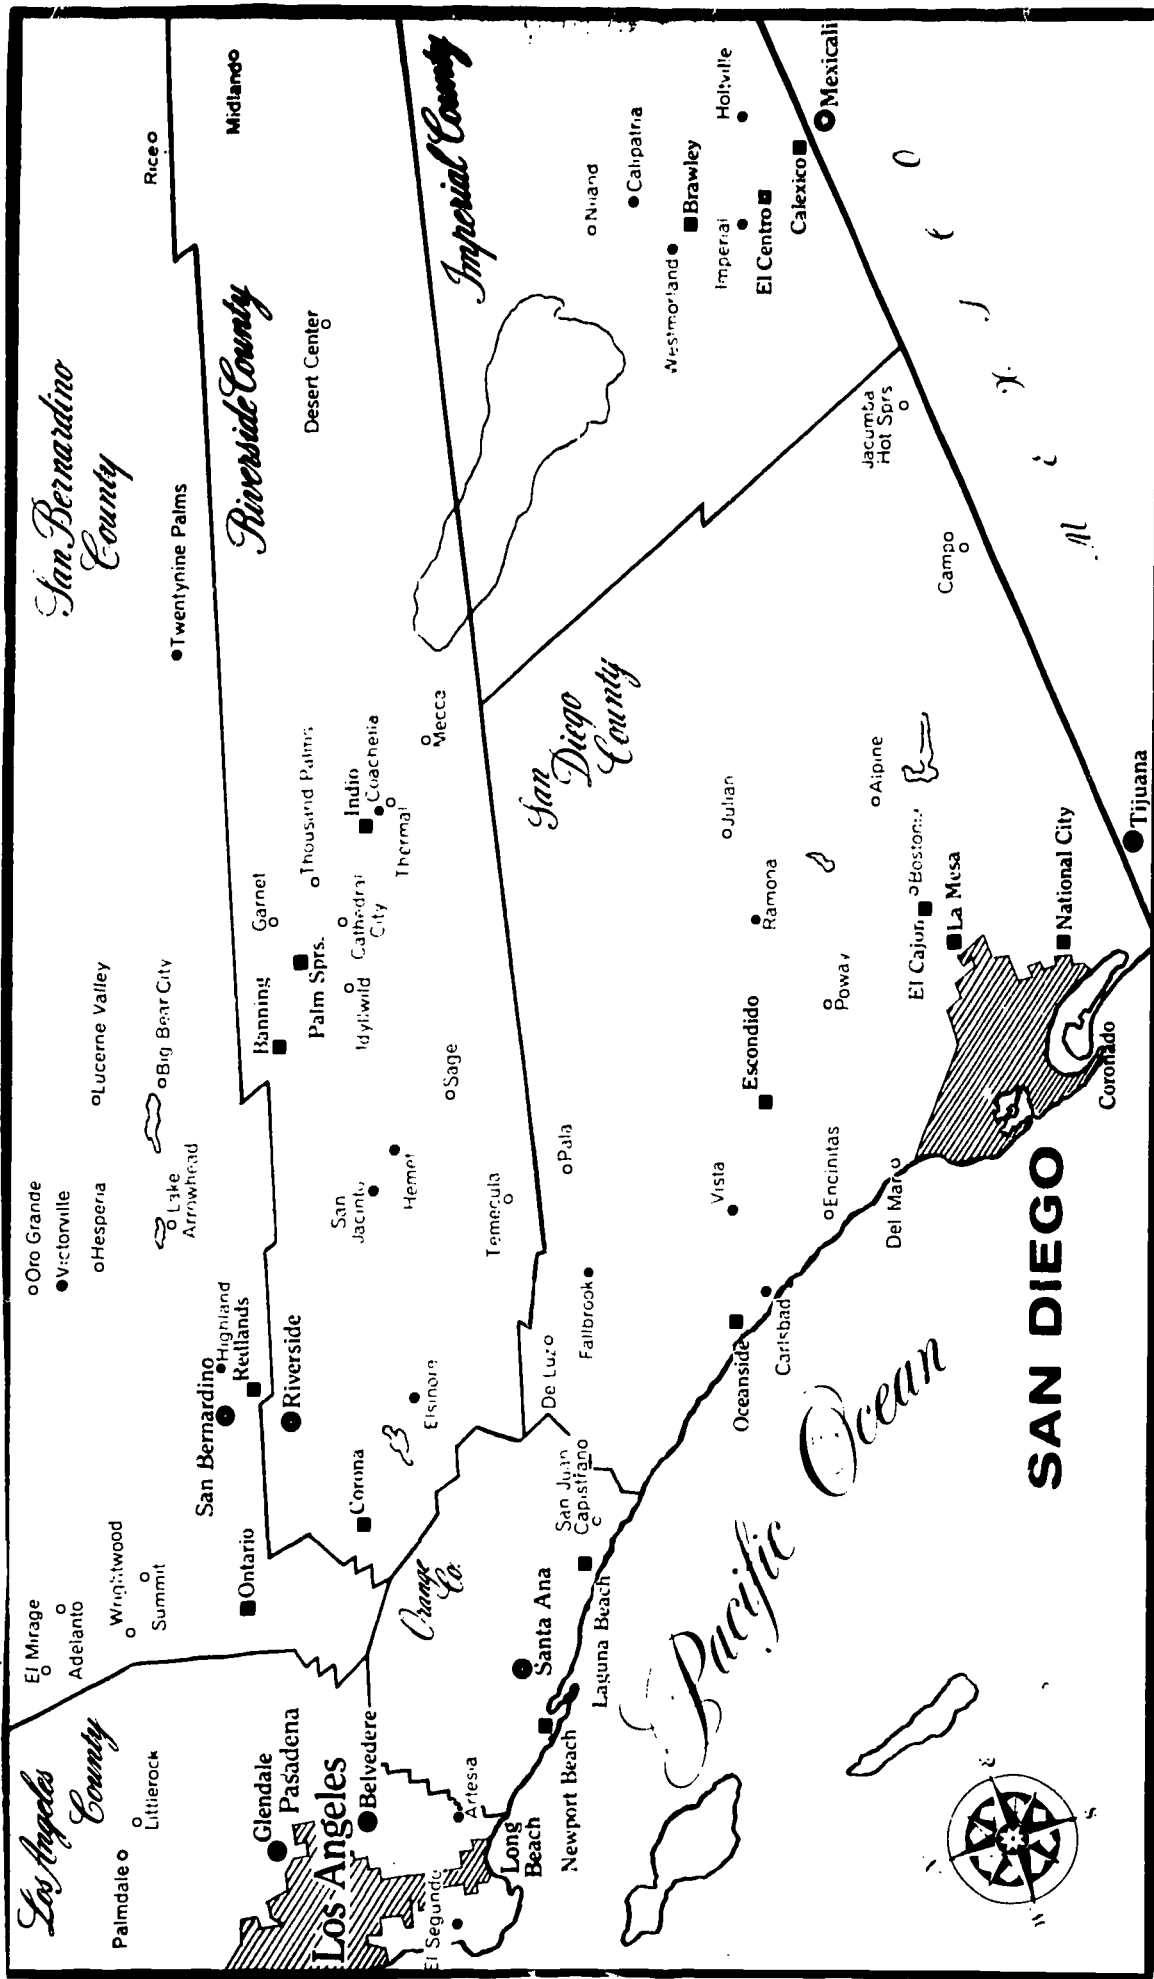 Los Angeles
County
Palmdale
Littlerock
El Mirage
Adelanto
Wrightwood
Summit
Oro Grande
Victorville
Hesperia
Lake
Arrowhead
Lucerne Valley
Big Bear City
San Bernardino
County
Twentynine Palms
Rice
Midland
Glendale
Pasadena
Los Angeles
Belvedere
El Segundo
Artesia
Long
Beach
Ontario
San Bernardino
Highland
Redlands
Riverside
Corona
Elsinore
San
Jacinto
Hemet
Temecula
Sage
Banning
Palm Sprs.
Idyllwild
Garnet
Cathedral
City
Thousand Palms
Indio
Coachella
Thermal
Mecca
Riverside County
Desert Center
Imperial County
Niland
Calipatria
Westmorland
Brawley
Imperial
El Centro
Holtville
Calexico
Mexicali
Orange
Co.
Santa Ana
Newport Beach
Laguna Beach
San Juan
Capistrano
De Luz
Fallbrook
Pala
San
Diego
County
Oceanside
Carlsbad
Vista
Escondido
Encinitas
Del Mar
Ramona
Julian
Poway
El Cajon
Bostonia
La Mesa
Alpine
National City
Coronado
Tijuana
Campo
Jacumba
Hot Sprs
Mexico
Pacific Ocean
SAN DIEGO